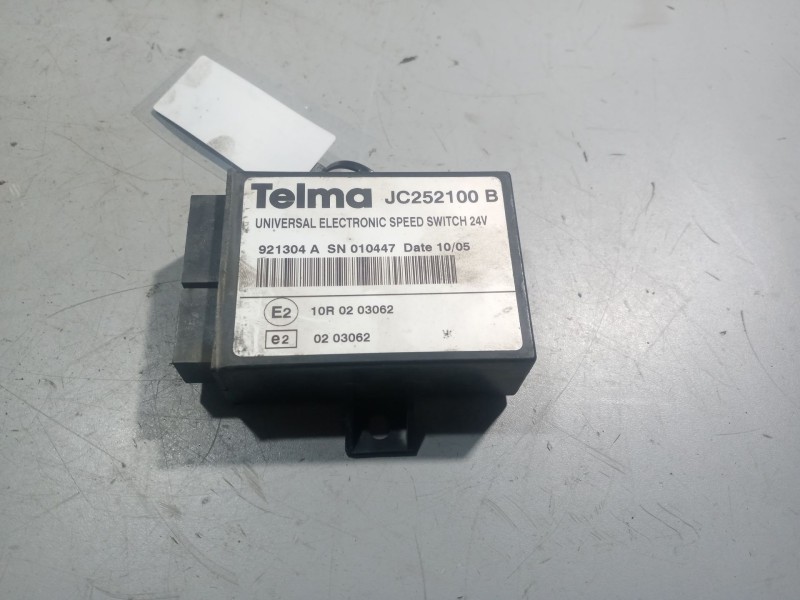 Telma JC252100 B
UNIVERSAL ELECTRONIC SPEED SWITCH 24V
921304 A SN 010447 Date 10/05
E2 10R 02 03062
e2 02 03062